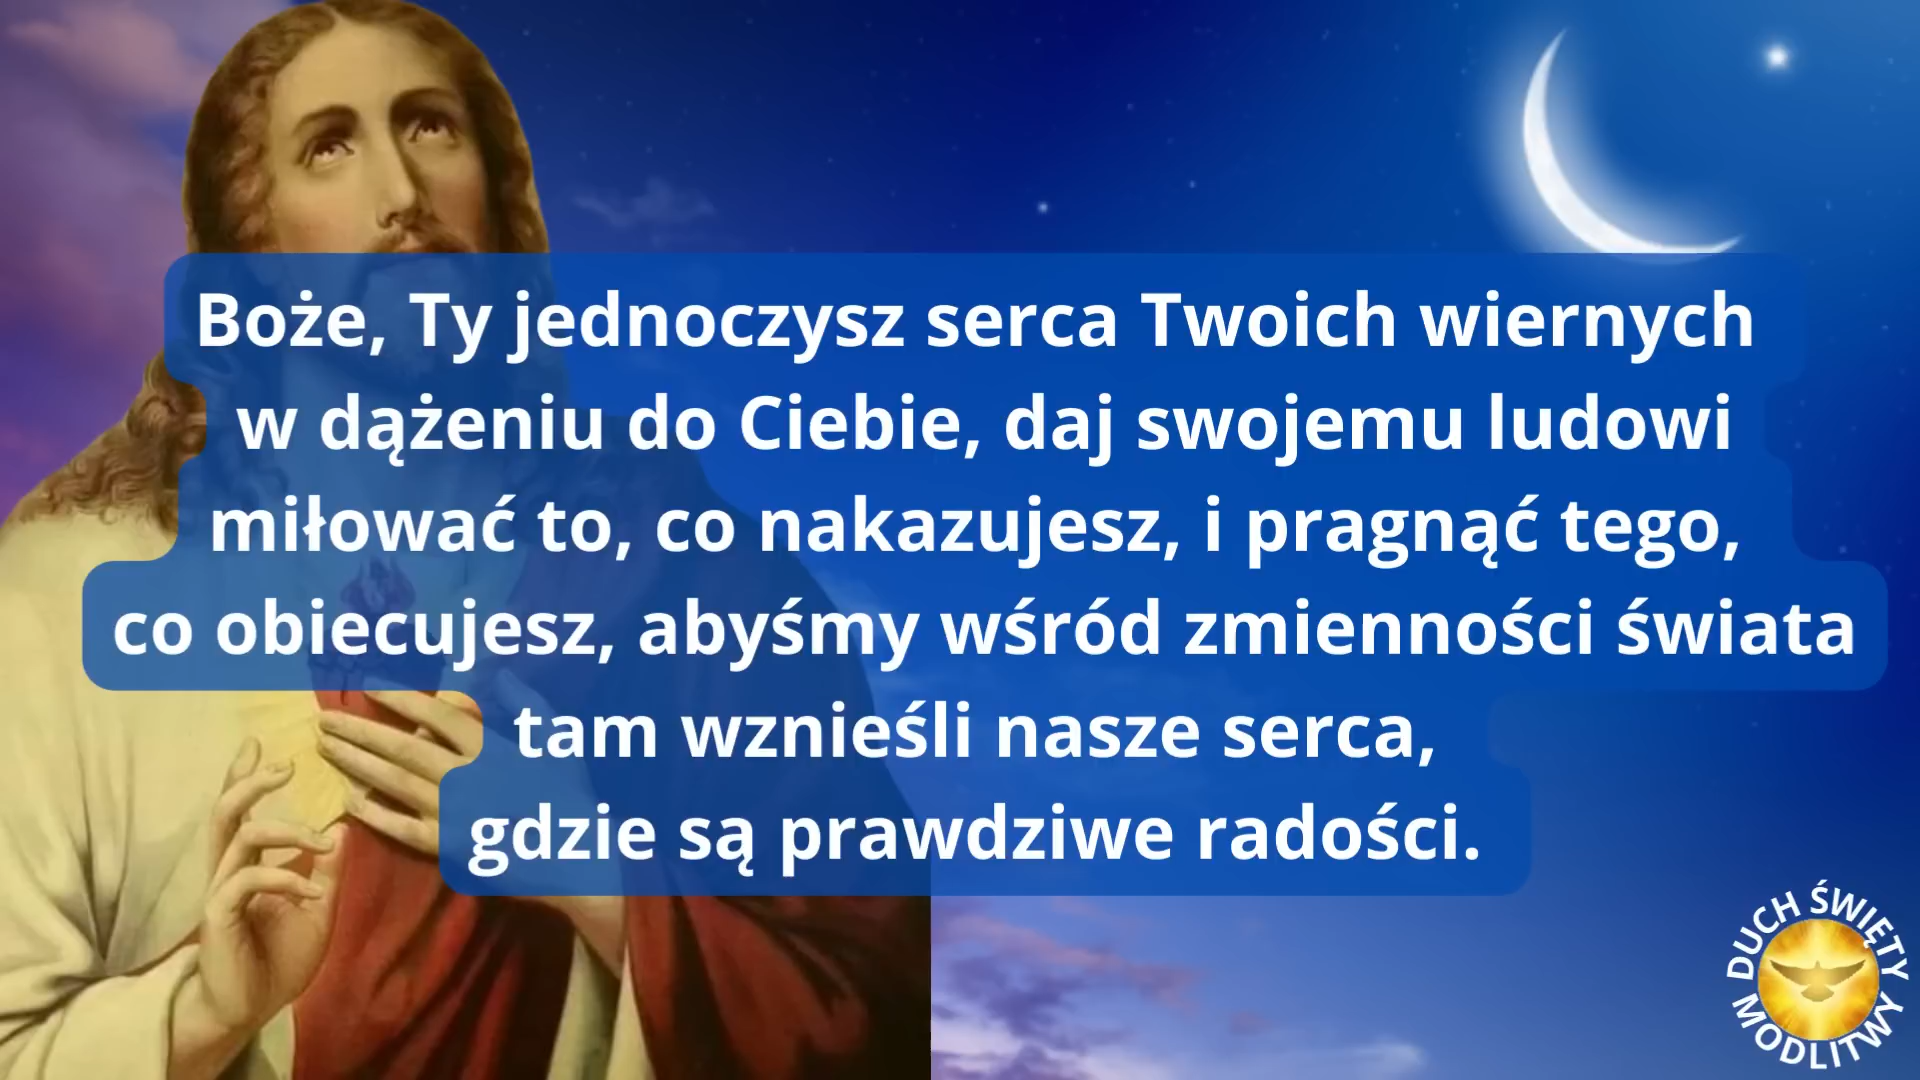 Boże, Ty jednoczysz serca Twoich wiernych
w dążeniu do Ciebie, daj swojemu ludowi
miłować to, co nakazujesz, i pragnąć tego,
co obiecujesz, abyśmy wśród zmienności świata
tam wznieśli nasze serca,
gdzie są prawdziwe radości.
DUCH ŚWIĘTY
MODLITWY